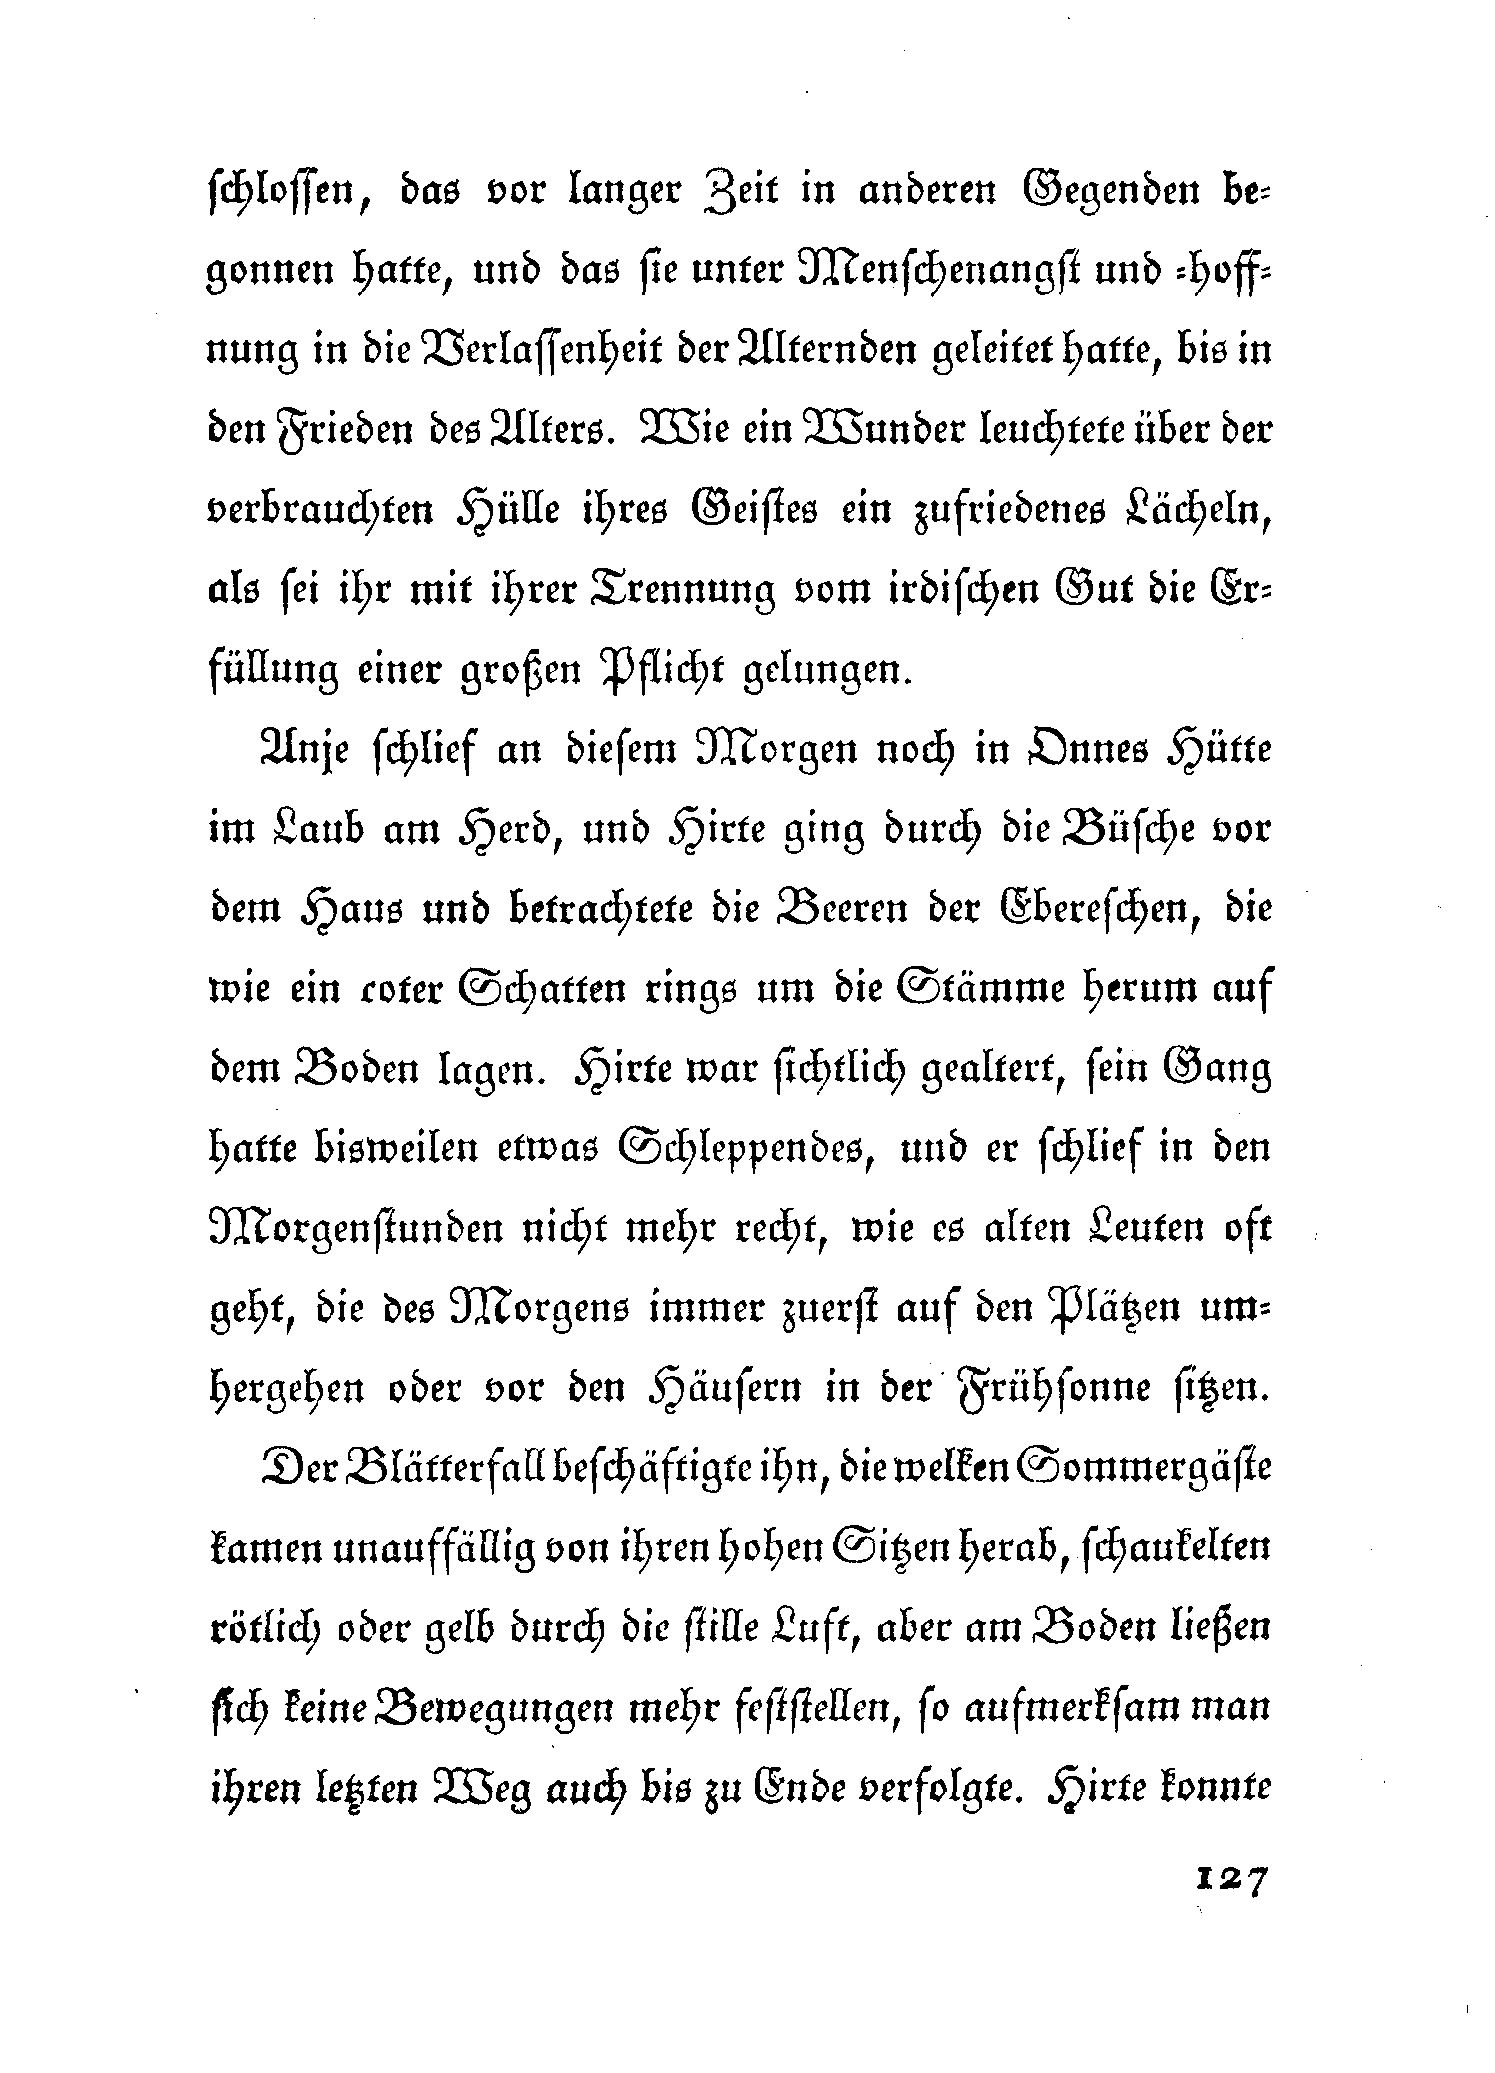 schlossen, das vor langer Zeit in anderen Gegenden be-
gonnen hatte, und das sie unter Menschenangst und -hoff-
nung in die Verlassenheit der Alternden geleitet hatte, bis in
den Frieden des Alters. Wie ein Wunder leuchtete über der
verbrauchten Hülle ihres Geistes ein zufriedenes Lächeln,
als sei ihr mit ihrer Trennung vom irdischen Gut die Er-
füllung einer großen Pflicht gelungen.
Anje schlief an diesem Morgen noch in Onnes Hütte
im Laub am Herd, und Hirte ging durch die Büsche vor
dem Haus und betrachtete die Beeren der Ebereschen, die
wie ein roter Schatten rings um die Stämme herum auf
dem Boden lagen. Hirte war sichtlich gealtert, sein Gang
hatte bisweilen etwas Schleppendes, und er schlief in den
Morgenstunden nicht mehr recht, wie es alten Leuten oft
geht, die des Morgens immer zuerst auf den Plätzen um-
hergehen oder vor den Häusern in der Frühsonne sitzen.
Der Blätterfall beschäftigte ihn, die welken Sommergäste
kamen unauffällig von ihren hohen Sitzen herab, schaukelten
rötlich oder gelb durch die stille Luft, aber am Boden ließen
sich keine Bewegungen mehr feststellen, so aufmerksam man
ihren letzten Weg auch bis zu Ende verfolgte. Hirte konnte
127